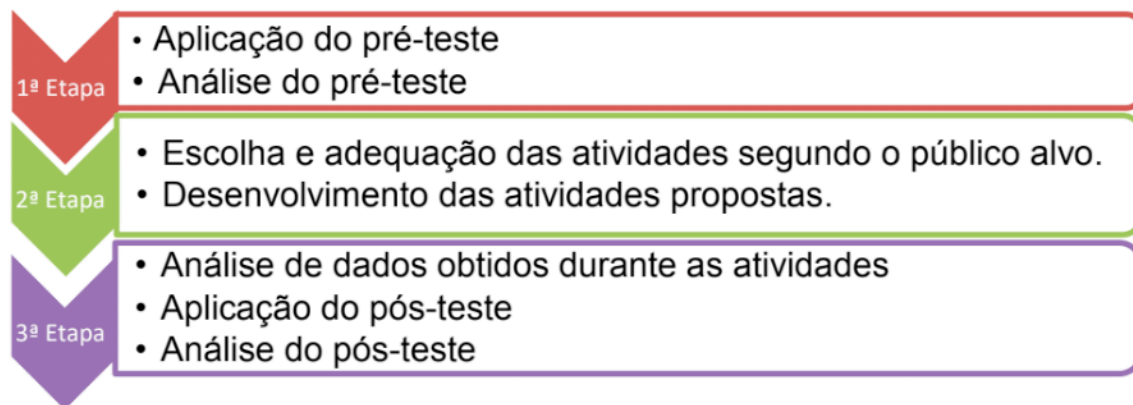 1ª Etapa
• Aplicação do pré-teste
• Análise do pré-teste
2ª Etapa
• Escolha e adequação das atividades segundo o público alvo.
• Desenvolvimento das atividades propostas.
3ª Etapa
• Análise de dados obtidos durante as atividades
• Aplicação do pós-teste
• Análise do pós-teste